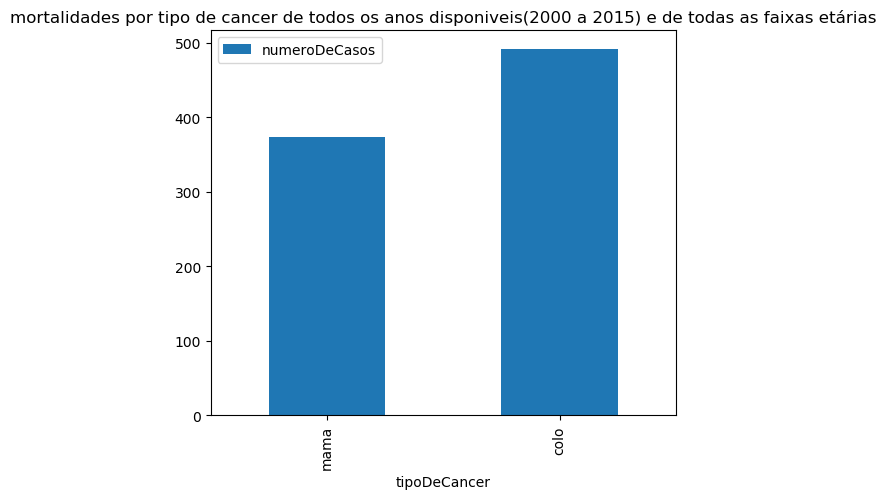 mortalidades por tipo de cancer de todos os anos disponiveis(2000 a 2015) e de todas as faixas etárias
numeroDeCasos
500
400
300
200
100
0
mama
colo
tipoDeCancer